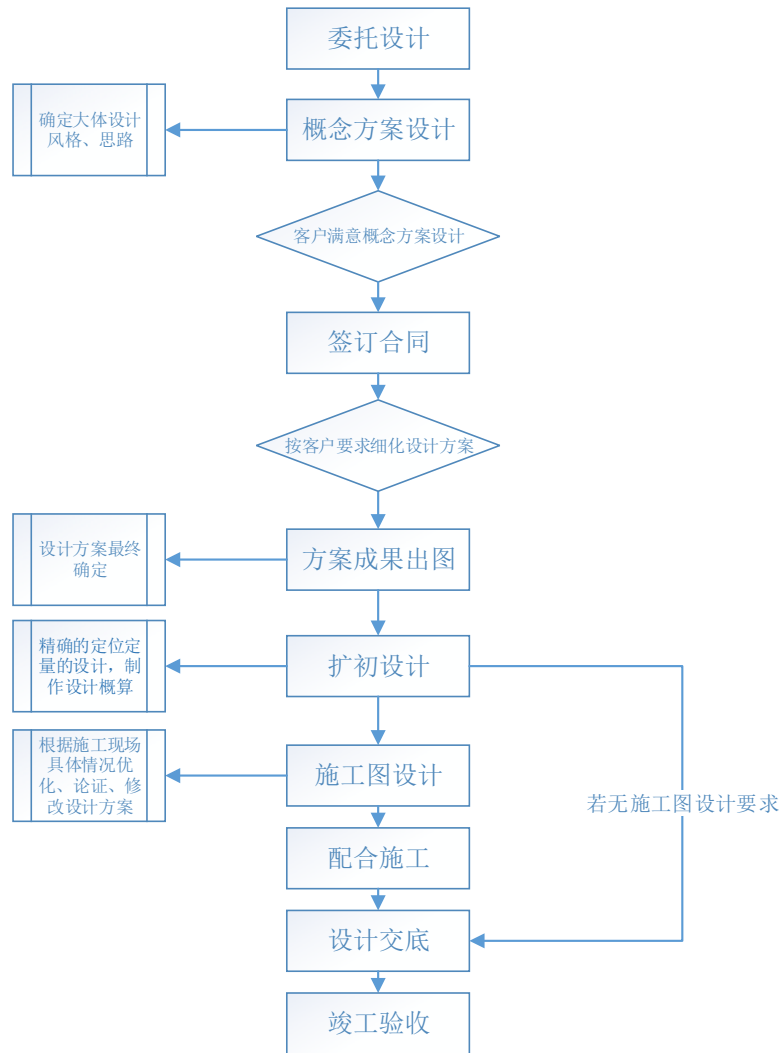 委托设计
确定大体设计
风格、思路
概念方案设计
客户满意概念方案设计
签订合同
按客户要求细化设计方案
设计方案最终
确定
方案成果出图
精确的定位定
量的设计，制
作设计概算
扩初设计
根据施工现场
具体情况优
化、论证、修
改设计方案
施工图设计
若无施工图设计要求
配合施工
设计交底
竣工验收